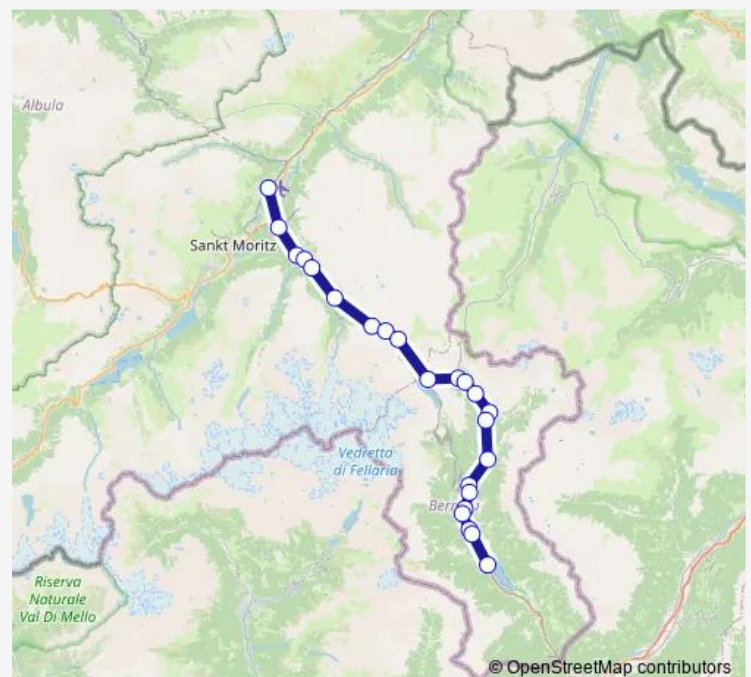 Albula
Sankt Moritz
Vedretta
di Fellaria
Riserva
Naturale
Val Di Mello
© OpenStreetMap contributors